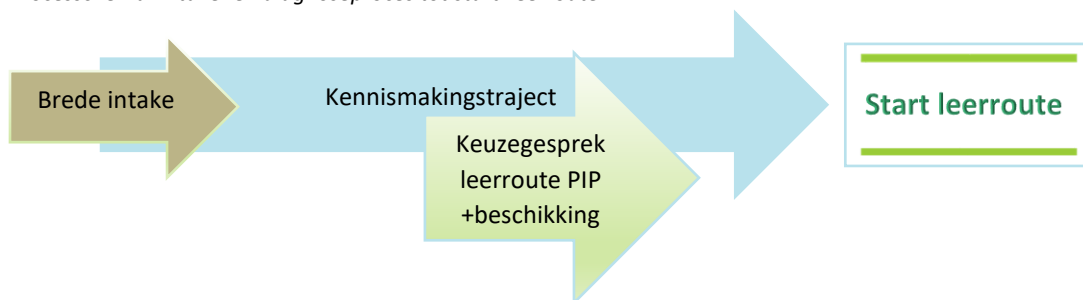 Brede intake
Kennismakingstraject
Keuzegesprek
leerroute PIP
+beschikking
Start leerroute